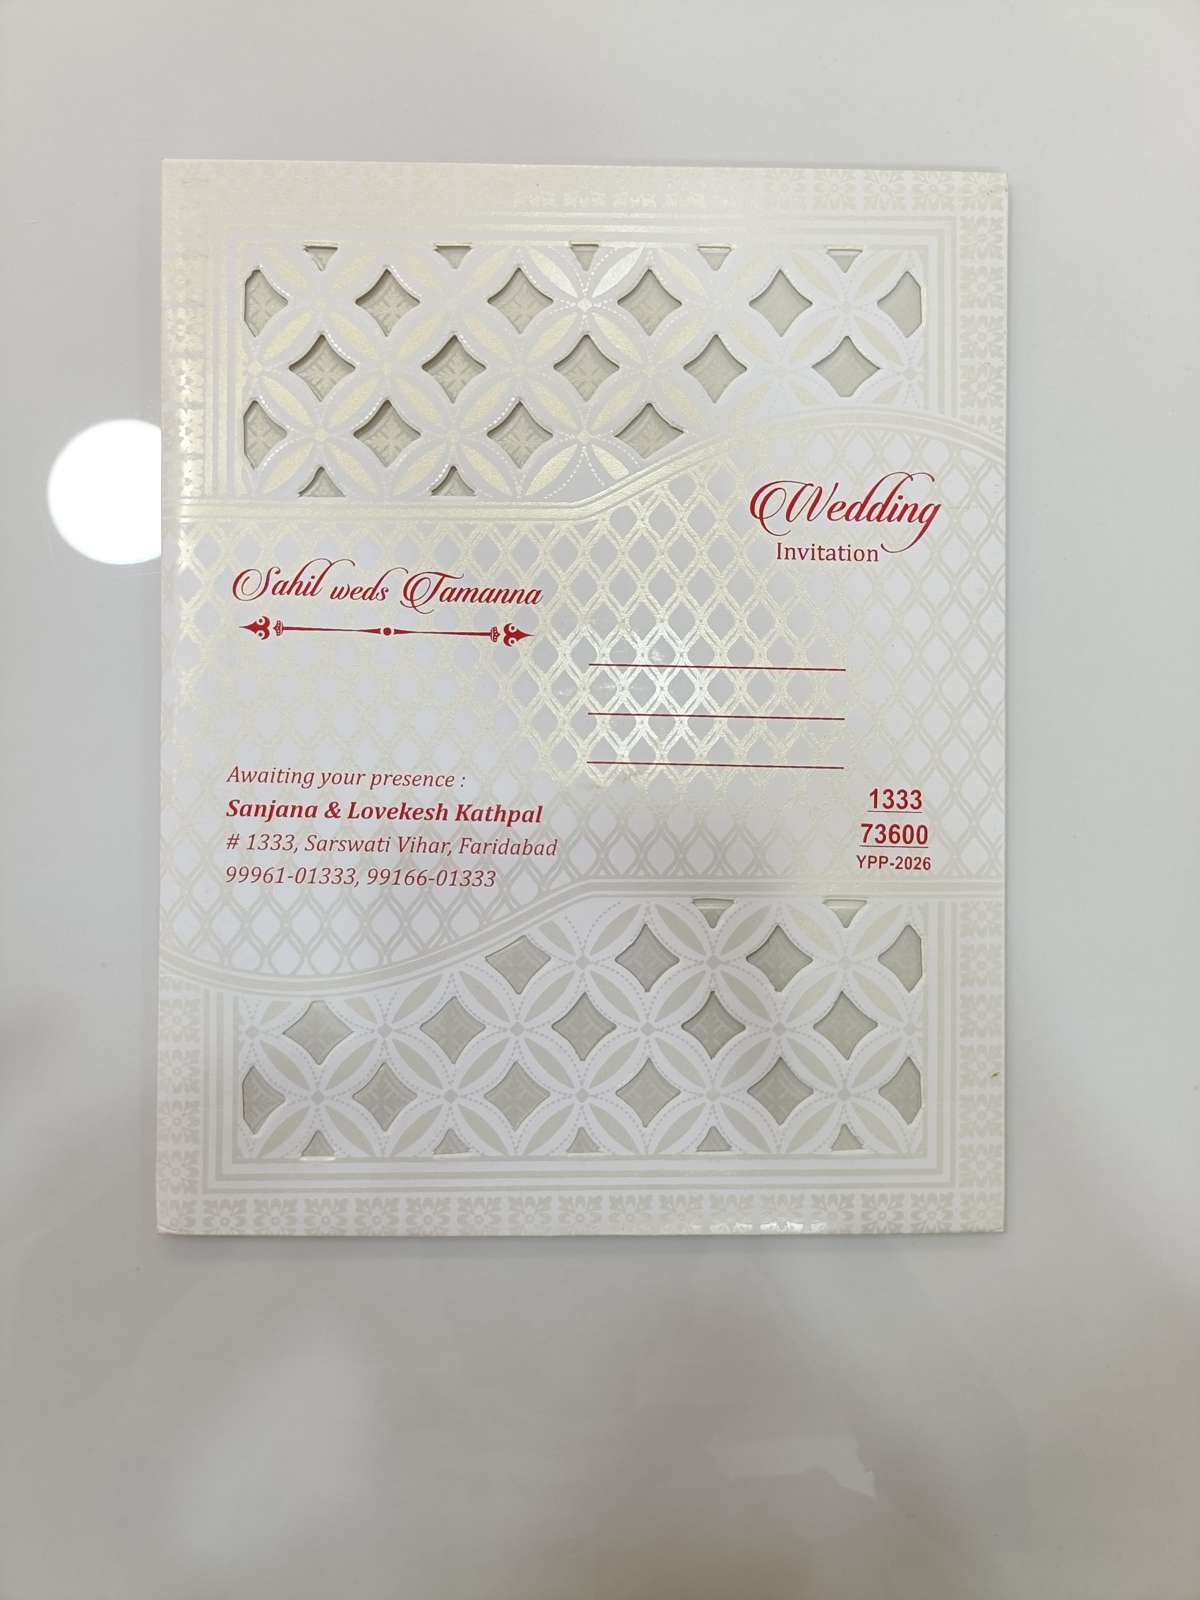 Wedding
Invitation
Sahil weds Tamanna
Awaiting your presence :
Sanjana & Lovekesh Kathpal
# 1333, Sarswati Vihar, Faridabad
99961-01333, 99166-01333
1333
73600
YPP-2026